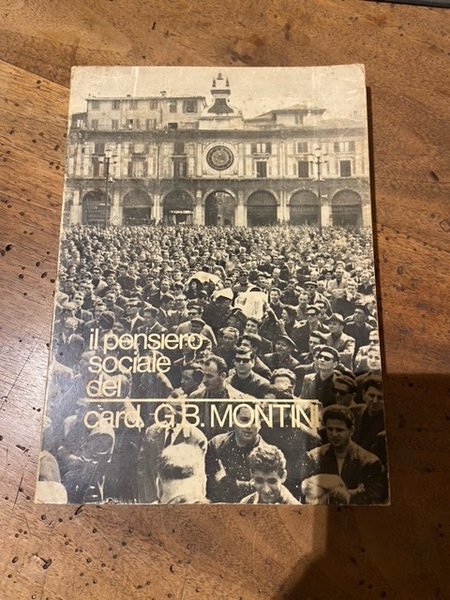 il pensiero
sociale
del
card. G.B. MONTINI